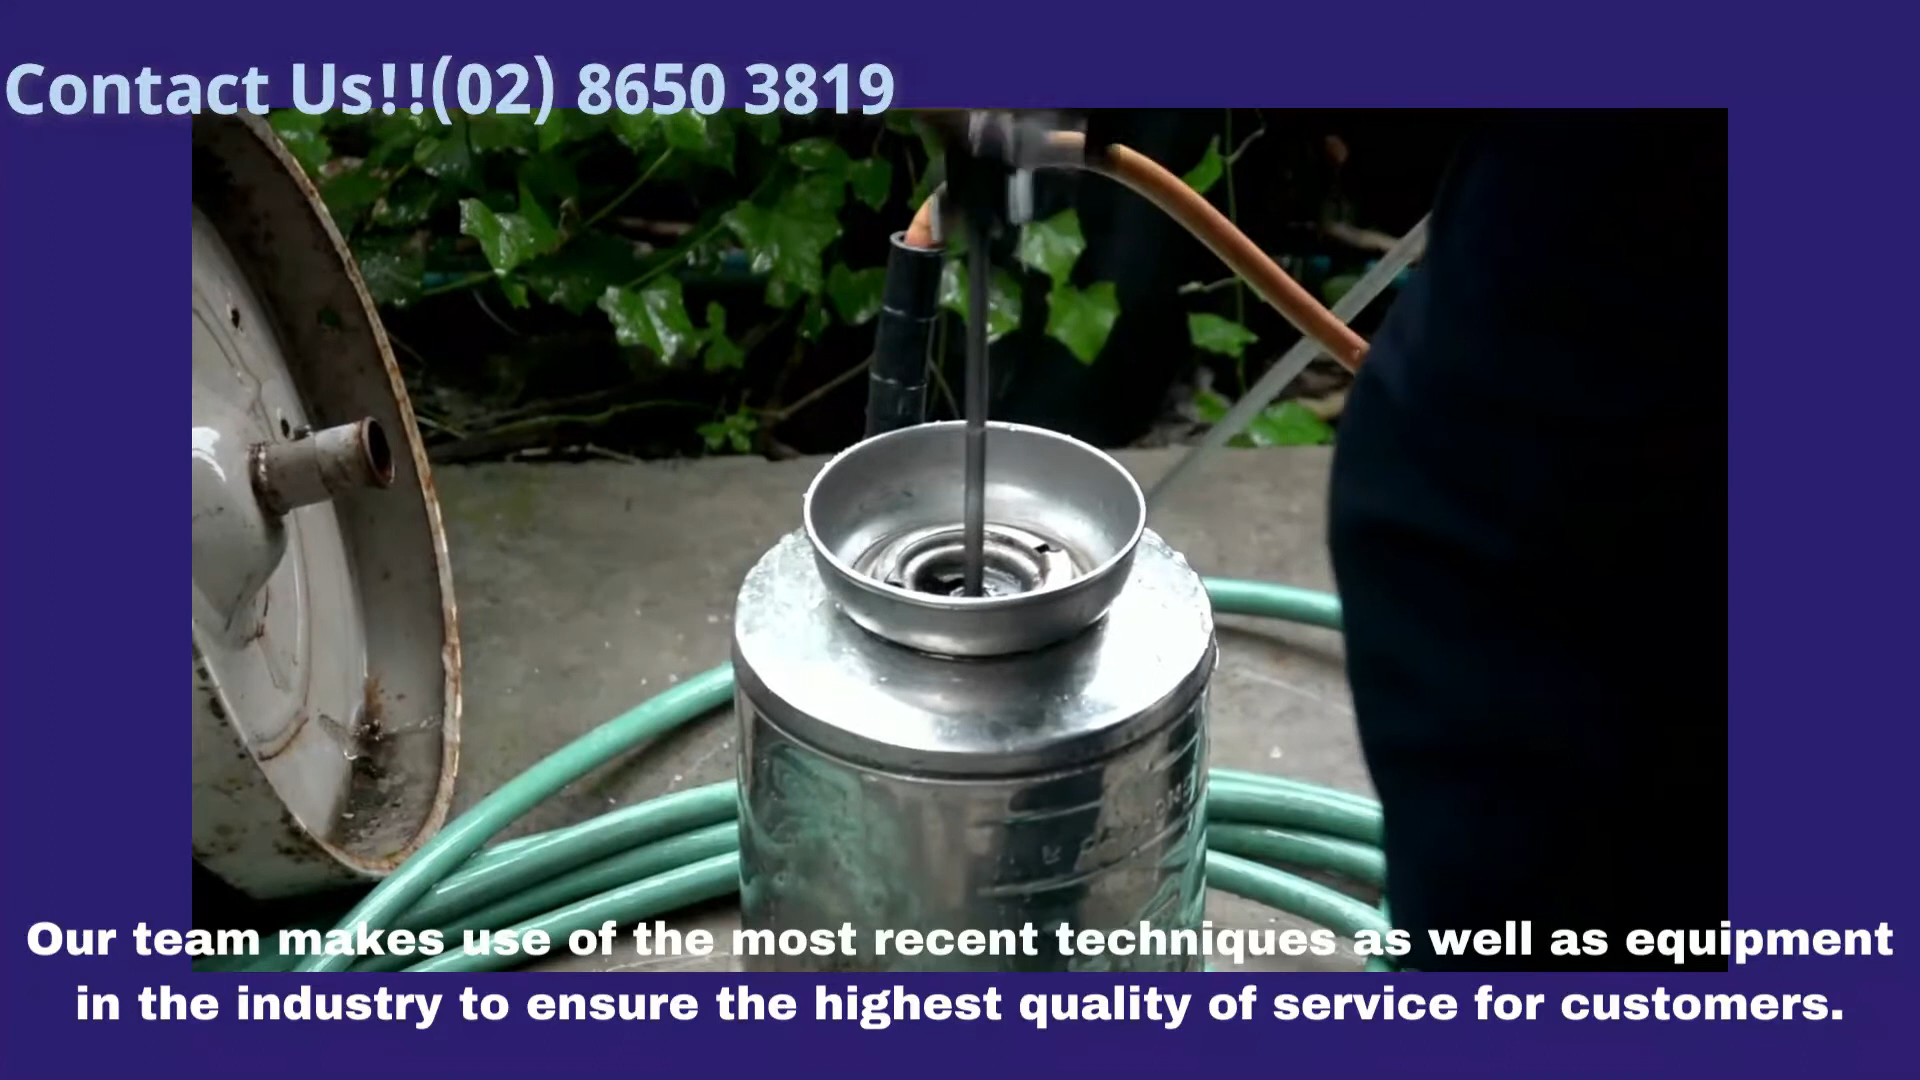 Contact Us!!(02) 8650 3819
Our team makes use of the most recent techniques as well as equipment
in the industry to ensure the highest quality of service for customers.